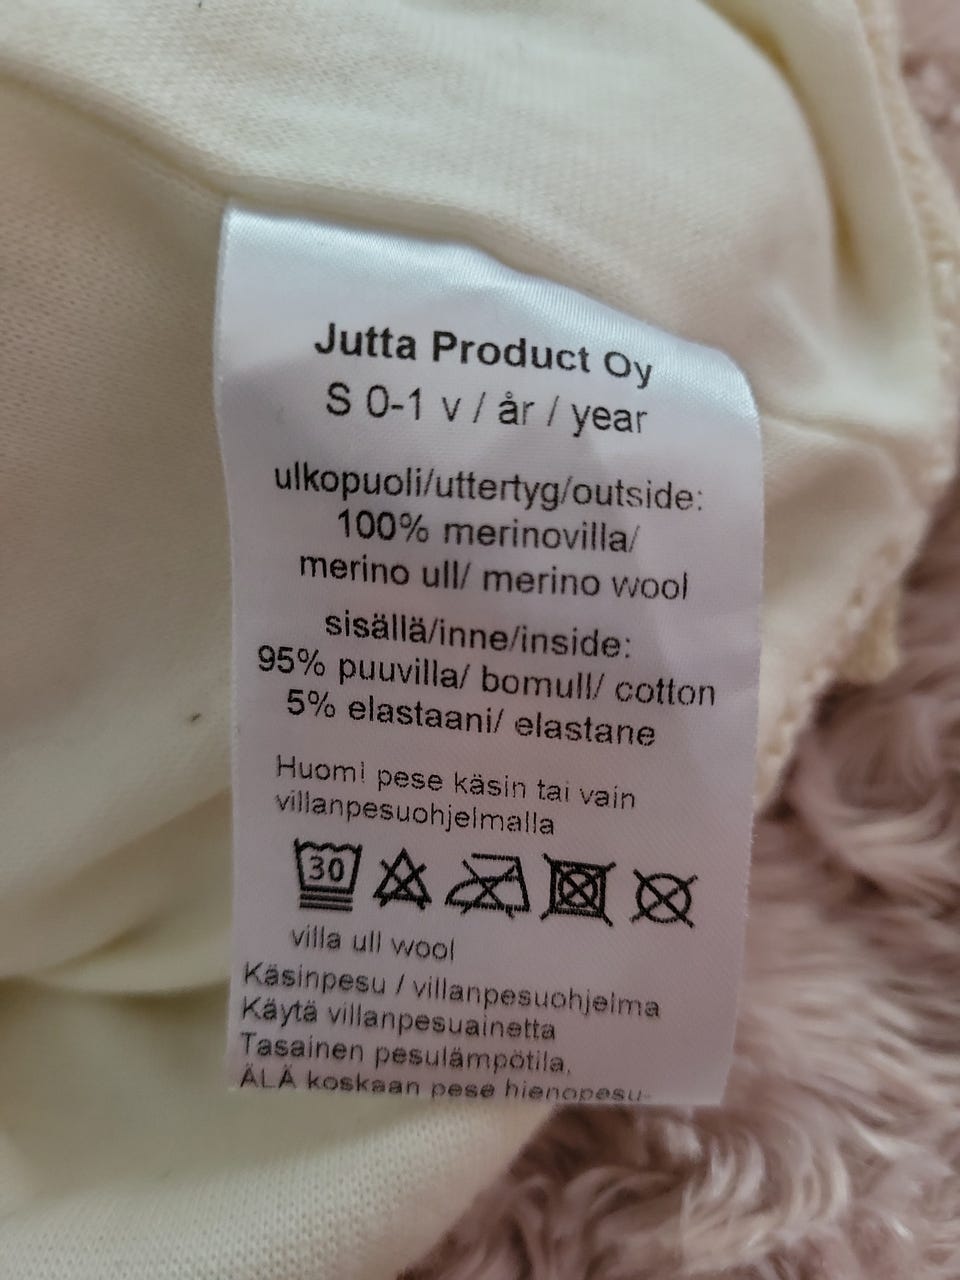 Jutta Product Oy
S 0-1 v / år / year
ulkopuoli/uttertyg/outside:
100% merinovilla/
merino ull/ merino wool
sisällä/inne/inside:
95% puuvilla/ bomull/ cotton
5% elastaani/ elastane
Huom! pese käsin tai vain
villanpesuohjelmalla
30
villa ull wool
Käsinpesu / villanpesuohjelma
Käytä villanpesuainetta
Tasainen pesulämpötila.
ÄLÄ koskaan pese hienopesu-